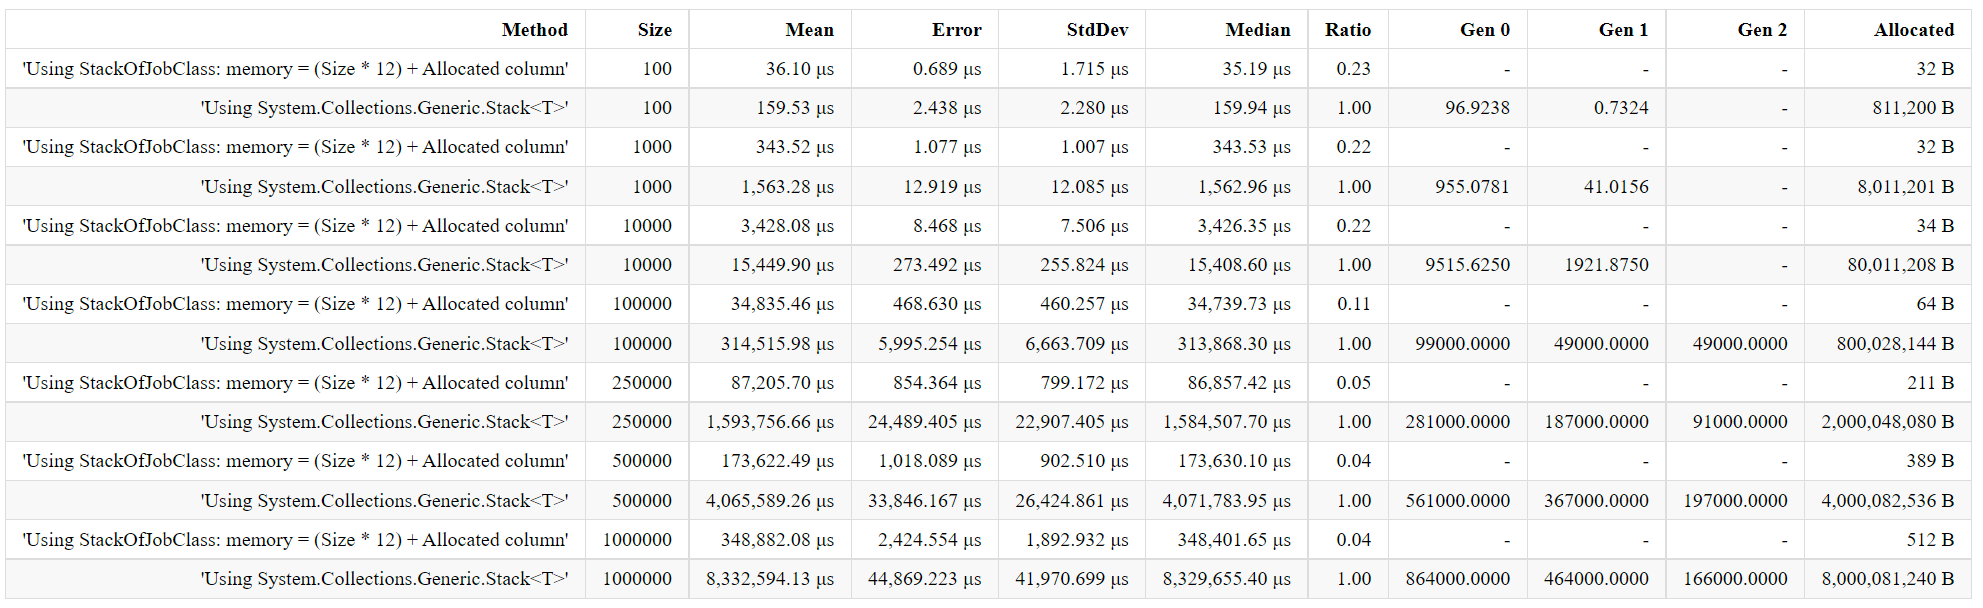 Method Size Mean Error StdDev Median Ratio Gen 0 Gen 1 Gen 2 Allocated
'Using StackOfJobClass: memory = (Size * 12) + Allocated column' 100 36.10 μs 0.689 μs 1.715 μs 35.19 μs 0.23 - - - 32 B
'Using System.Collections.Generic.Stack<T>' 100 159.53 μs 2.438 μs 2.280 μs 159.94 μs 1.00 96.9238 0.7324 - 811,200 B
'Using StackOfJobClass: memory = (Size * 12) + Allocated column' 1000 343.52 μs 1.077 μs 1.007 μs 343.53 μs 0.22 - - - 32 B
'Using System.Collections.Generic.Stack<T>' 1000 1,563.28 μs 12.919 μs 12.085 μs 1,562.96 μs 1.00 955.0781 41.0156 - 8,011,201 B
'Using StackOfJobClass: memory = (Size * 12) + Allocated column' 10000 3,428.08 μs 8.468 μs 7.506 μs 3,426.35 μs 0.22 - - - 34 B
'Using System.Collections.Generic.Stack<T>' 10000 15,449.90 μs 273.492 μs 255.824 μs 15,408.60 μs 1.00 9515.6250 1921.8750 - 80,011,208 B
'Using StackOfJobClass: memory = (Size * 12) + Allocated column' 100000 34,835.46 μs 468.630 μs 460.257 μs 34,739.73 μs 0.11 - - - 64 B
'Using System.Collections.Generic.Stack<T>' 100000 314,515.98 μs 5,995.254 μs 6,663.709 μs 313,868.30 μs 1.00 99000.0000 49000.0000 49000.0000 800,028,144 B
'Using StackOfJobClass: memory = (Size * 12) + Allocated column' 250000 87,205.70 μs 854.364 μs 799.172 μs 86,857.42 μs 0.05 - - - 211 B
'Using System.Collections.Generic.Stack<T>' 250000 1,593,756.66 μs 24,489.405 μs 22,907.405 μs 1,584,507.70 μs 1.00 281000.0000 187000.0000 91000.0000 2,000,048,080 B
'Using StackOfJobClass: memory = (Size * 12) + Allocated column' 500000 173,622.49 μs 1,018.089 μs 902.510 μs 173,630.10 μs 0.04 - - - 389 B
'Using System.Collections.Generic.Stack<T>' 500000 4,065,589.26 μs 33,846.167 μs 26,424.861 μs 4,071,783.95 μs 1.00 561000.0000 367000.0000 197000.0000 4,000,082,536 B
'Using StackOfJobClass: memory = (Size * 12) + Allocated column' 1000000 348,882.08 μs 2,424.554 μs 1,892.932 μs 348,401.65 μs 0.04 - - - 512 B
'Using System.Collections.Generic.Stack<T>' 1000000 8,332,594.13 μs 44,869.223 μs 41,970.699 μs 8,329,655.40 μs 1.00 864000.0000 464000.0000 166000.0000 8,000,081,240 B